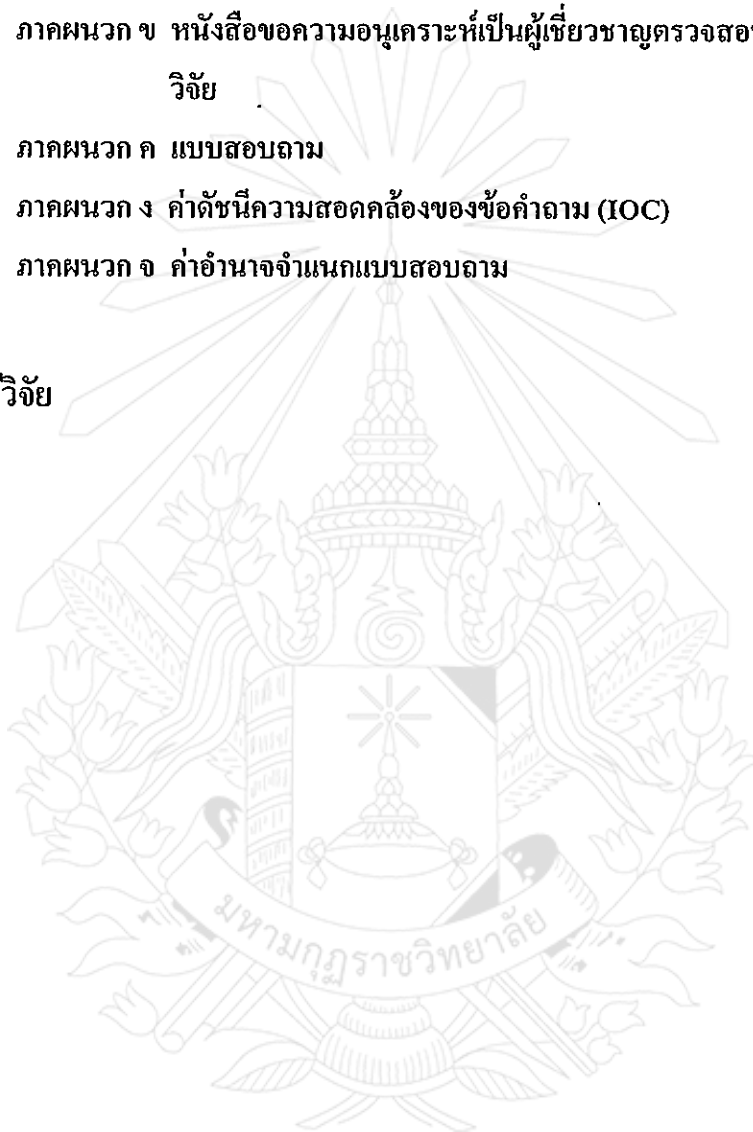 ภาคผนวก ข หนังสือขอความอนุเคราะห์เป็นผู้เชี่ยวชาญตรวจสอบ
วิจัย
ภาคผนวก ค แบบสอบถาม
ภาคผนวก ง ค่าดัชนีความสอดคล้องของข้อคำถาม (IOC)
ภาคผนวก จ ค่าอำนาจจำแนกแบบสอบถาม
วิจัย
มหามกุฏราชวิทยาลัย